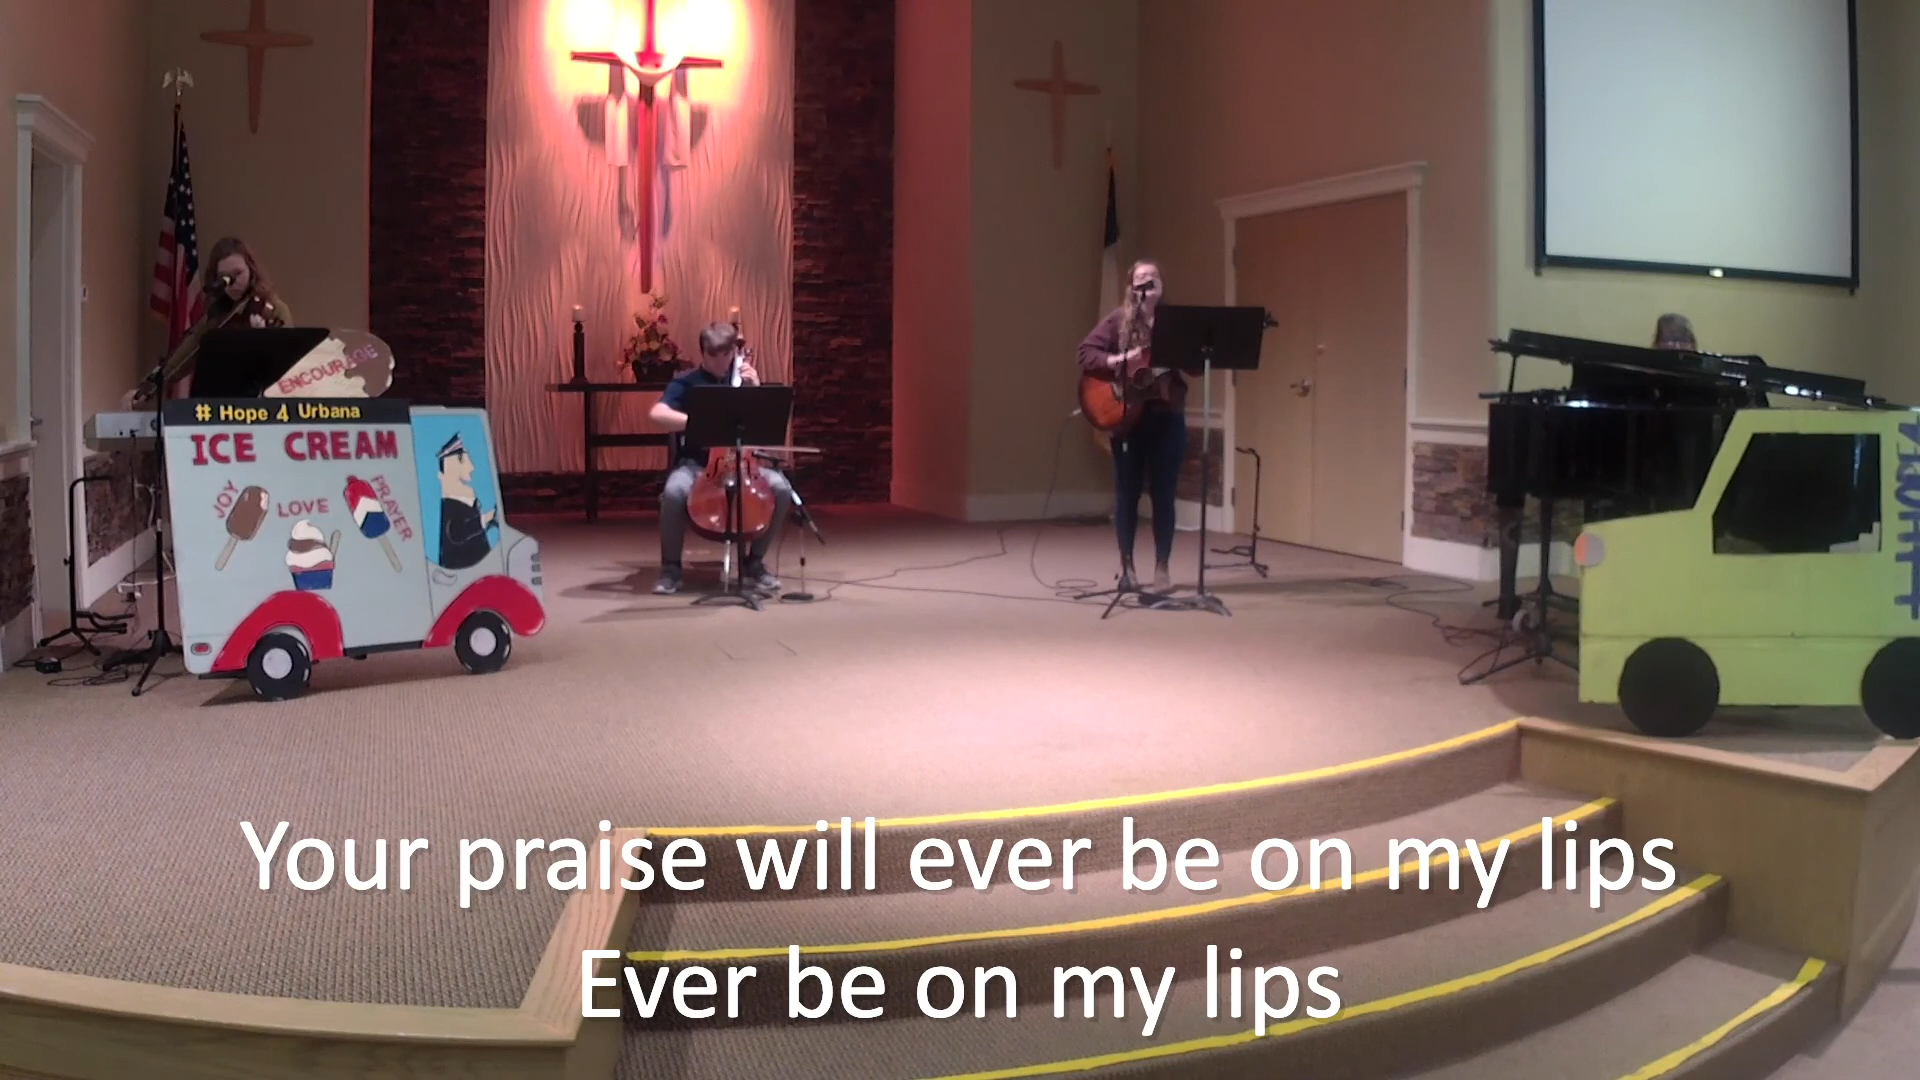 ENCOURAGE
# Hope 4 Urbana
ICE CREAM
JOY
LOVE
PRAYER
Your praise will ever be on my lips
Ever be on my lips